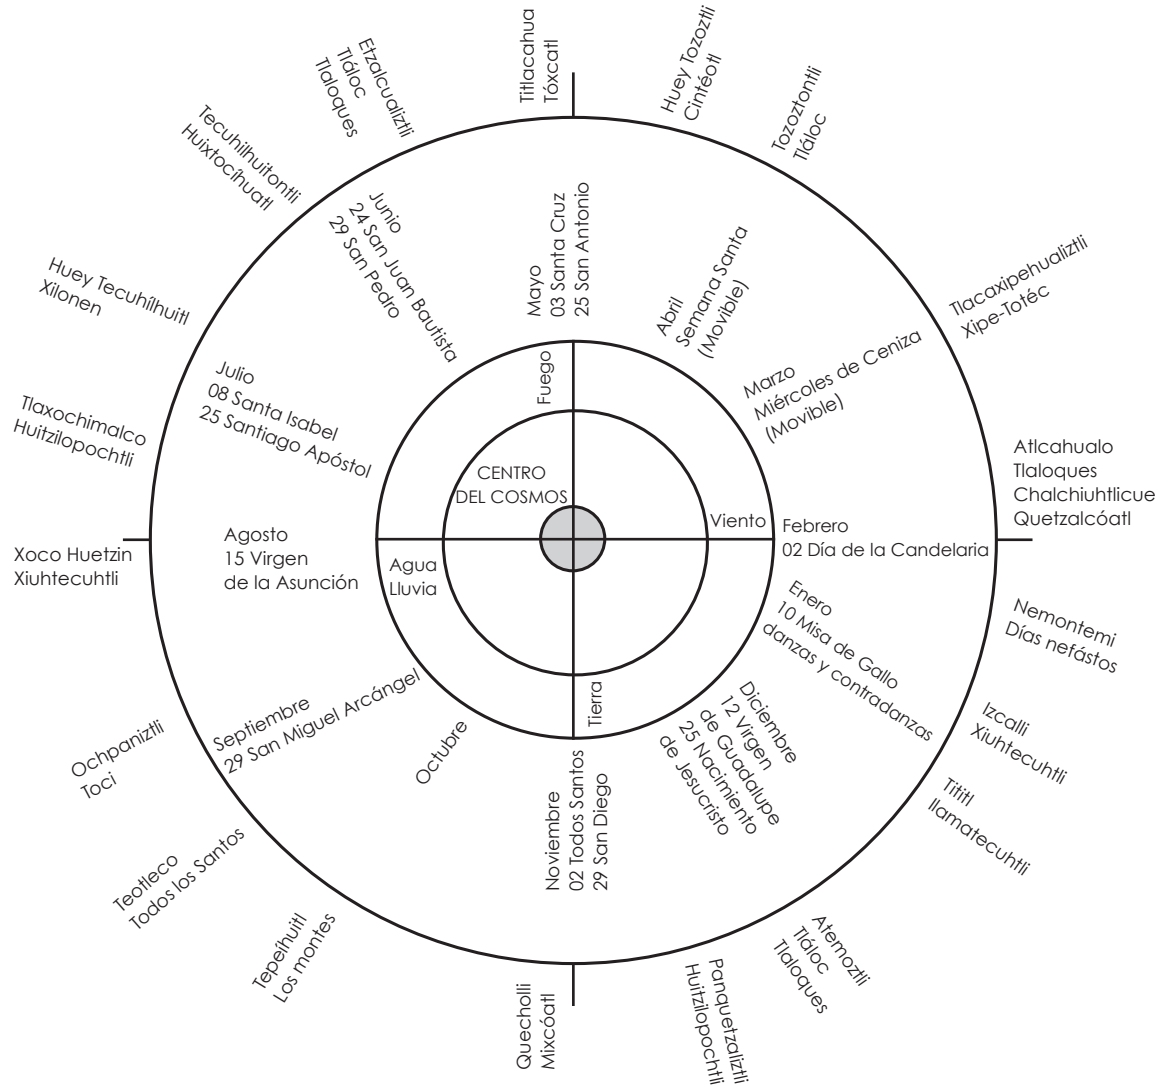 Titlacahua
Tóxcatl
Huey Tozoztli
Cintéotl
Tozoztontli
Tláloc
Tlacaxipehualiztli
Xipe-Totéc
Atlcahualo
Tlaloques
Chalchiuhtlicue
Quetzalcóatl
Nemontemi
Días nefástos
Izcalli
Xiuhtecuhtli
Tititl
Ilamatecuhtli
Atemoztli
Tláloc
Tlaloques
Panquetzaliztli
Huitzilopochtli
Quecholli
Mixcóatl
Tepeíhuitl
Los montes
Teotleco
Todos los Santos
Ochpaniztli
Toci
Xoco Huetzin
Xiuhtecuhtli
Tlaxochimalco
Huitzilopochtli
Huey Tecuhílhuitl
Xilonen
Tecuhilhuitontli
Huixtocíhuatl
Etzalcualiztli
Tláloc
Tlaloques
Mayo
03 Santa Cruz
25 San Antonio
Abril
Semana Santa
(Movible)
Marzo
Miércoles de Ceniza
(Movible)
Febrero
02 Día de la Candelaria
Enero
10 Misa de Gallo
danzas y contradanzas
Diciembre
12 Virgen
de Guadalupe
25 Nacimiento
de Jesucristo
Noviembre
02 Todos Santos
29 San Diego
Octubre
Septiembre
29 San Miguel Arcángel
Agosto
15 Virgen
de la Asunción
Julio
08 Santa Isabel
25 Santiago Apóstol
Junio
24 San Juan Bautista
29 San Pedro
Fuego
Viento
Tierra
Agua
Lluvia
CENTRO
DEL COSMOS